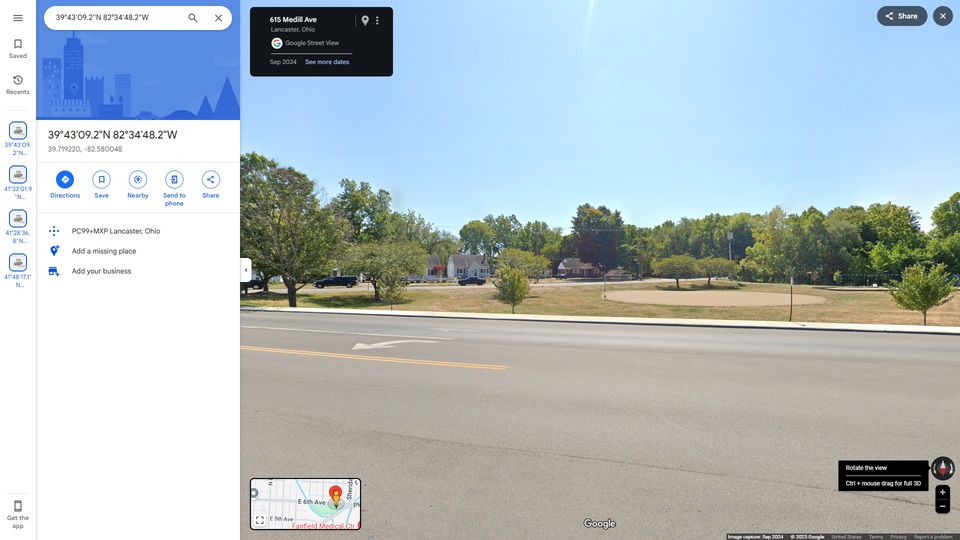 39°43'09.2"N 82°34'48.2"W
Saved
Recents
39°43'09.
2"N...
41°33'01.9
"N...
41°28'36.
8"N...
41°48'17.1"
N...
Get the
app
39°43'09.2"N 82°34'48.2"W
39.719220, -82.580048
Directions
Save
Nearby
Send to
phone
Share
PC99+MXP Lancaster, Ohio
Add a missing place
Add your business
615 Medill Ave
Lancaster, Ohio
Google Street View
Sep 2024 See more dates
Share
E 6th Ave
E 5th Ave
Fairfield Medical Ctr
Google
Rotate the view
Ctrl + mouse drag for full 3D
Image capture: Sep 2024 © 2025 Google United States Terms Privacy Report a problem